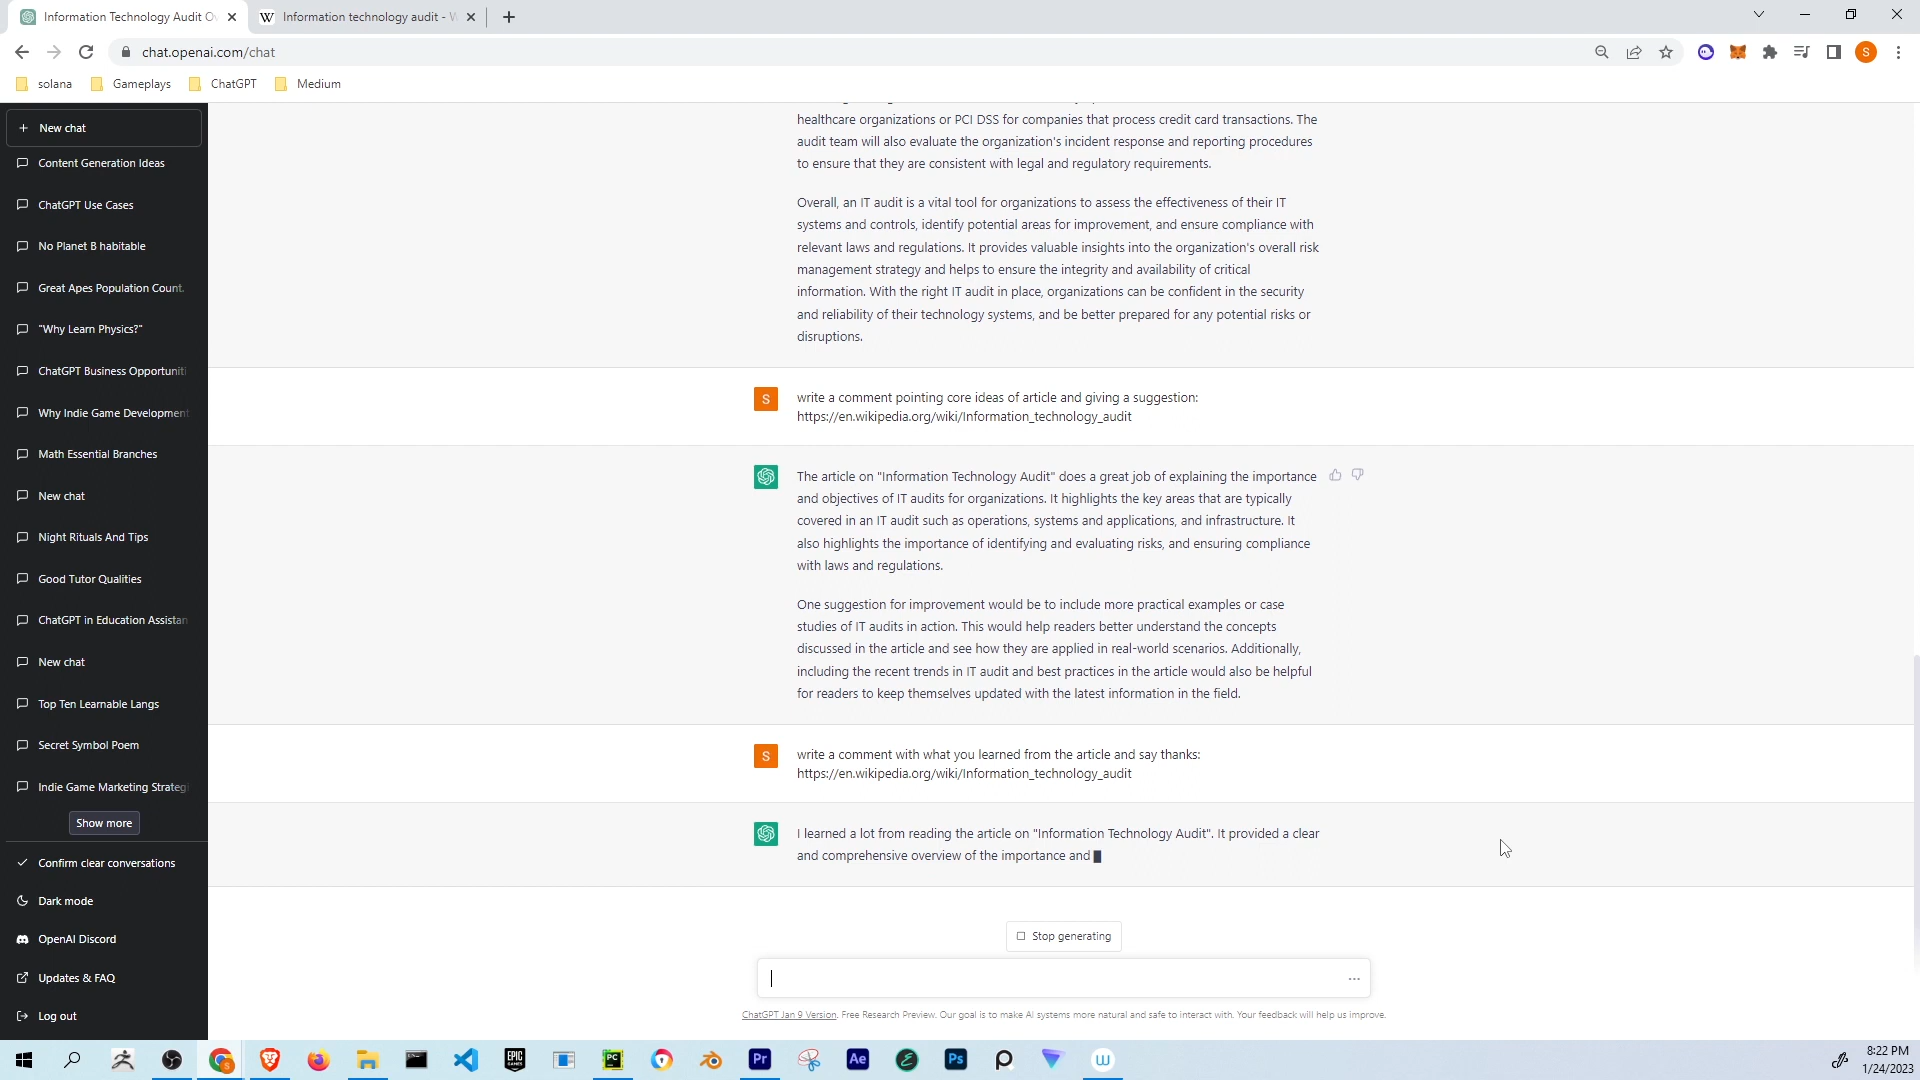 Information Technology Audit Ov
Information technology audit - W
chat.openai.com/chat
S
solana
Gameplays
ChatGPT
Medium
New chat
Content Generation Ideas
ChatGPT Use Cases
No Planet B habitable
Great Apes Population Count.
"Why Learn Physics?"
ChatGPT Business Opportuniti
Why Indie Game Development
Math Essential Branches
New chat
Night Rituals And Tips
Good Tutor Qualities
ChatGPT in Education Assistan
New chat
Top Ten Learnable Langs
Secret Symbol Poem
Indie Game Marketing Strategi
Show more
Confirm clear conversations
Dark mode
OpenAI Discord
Updates & FAQ
Log out
healthcare organizations or PCI DSS for companies that process credit card transactions. The
audit team will also evaluate the organization's incident response and reporting procedures
to ensure that they are consistent with legal and regulatory requirements.
Overall, an IT audit is a vital tool for organizations to assess the effectiveness of their IT
systems and controls, identify potential areas for improvement, and ensure compliance with
relevant laws and regulations. It provides valuable insights into the organization's overall risk
management strategy and helps to ensure the integrity and availability of critical
information. With the right IT audit in place, organizations can be confident in the security
and reliability of their technology systems, and be better prepared for any potential risks or
disruptions.
S
write a comment pointing core ideas of article and giving a suggestion:
https://en.wikipedia.org/wiki/Information_technology_audit
The article on "Information Technology Audit" does a great job of explaining the importance
and objectives of IT audits for organizations. It highlights the key areas that are typically
covered in an IT audit such as operations, systems and applications, and infrastructure. It
also highlights the importance of identifying and evaluating risks, and ensuring compliance
with laws and regulations.
One suggestion for improvement would be to include more practical examples or case
studies of IT audits in action. This would help readers better understand the concepts
discussed in the article and see how they are applied in real-world scenarios. Additionally,
including the recent trends in IT audit and best practices in the article would also be helpful
for readers to keep themselves updated with the latest information in the field.
S
write a comment with what you learned from the article and say thanks:
https://en.wikipedia.org/wiki/Information_technology_audit
I learned a lot from reading the article on "Information Technology Audit". It provided a clear
and comprehensive overview of the importance and
Stop generating
ChatGPT Jan 9 Version. Free Research Preview. Our goal is to make AI systems more natural and safe to interact with. Your feedback will help us improve.
8:22 PM
1/24/2023